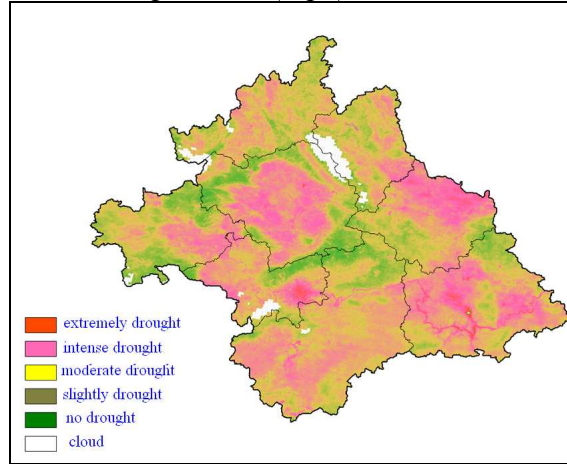 extremely drought
intense drought
moderate drought
slightly drought
no drought
cloud